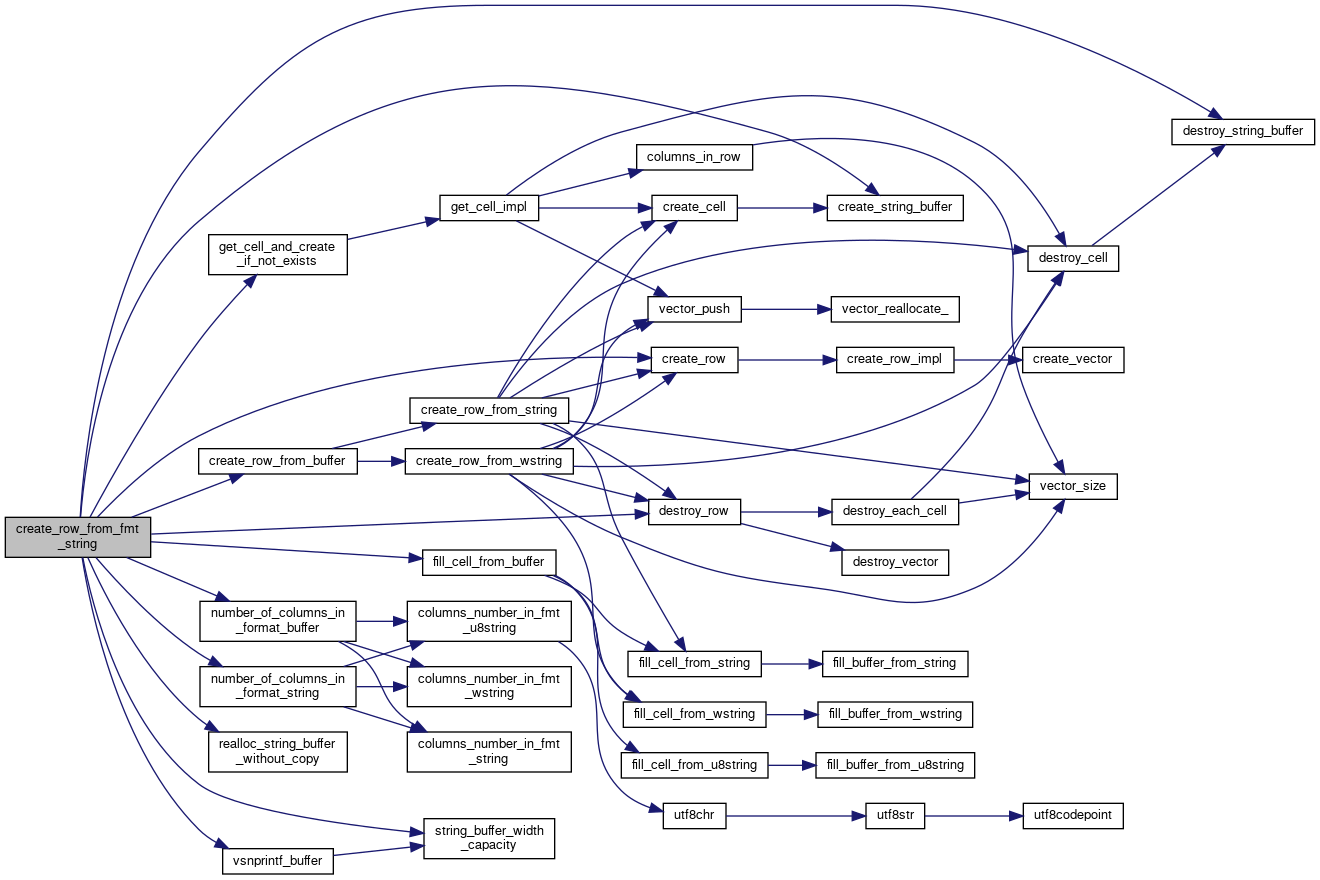 create_row_from_fmt
_string
get_cell_and_create
_if_not_exists
create_row_from_buffer
number_of_columns_in
_format_buffer
number_of_columns_in
_format_string
realloc_string_buffer
_without_copy
vsnprintf_buffer
get_cell_impl
create_row_from_string
create_row_from_wstring
fill_cell_from_buffer
columns_number_in_fmt
_u8string
columns_number_in_fmt
_wstring
columns_number_in_fmt
_string
string_buffer_width
_capacity
columns_in_row
create_cell
vector_push
create_row
destroy_row
fill_cell_from_string
fill_cell_from_wstring
fill_cell_from_u8string
utf8chr
create_string_buffer
vector_reallocate_
create_row_impl
destroy_each_cell
destroy_vector
fill_buffer_from_string
fill_buffer_from_wstring
fill_buffer_from_u8string
utf8str
destroy_string_buffer
destroy_cell
create_vector
vector_size
utf8codepoint